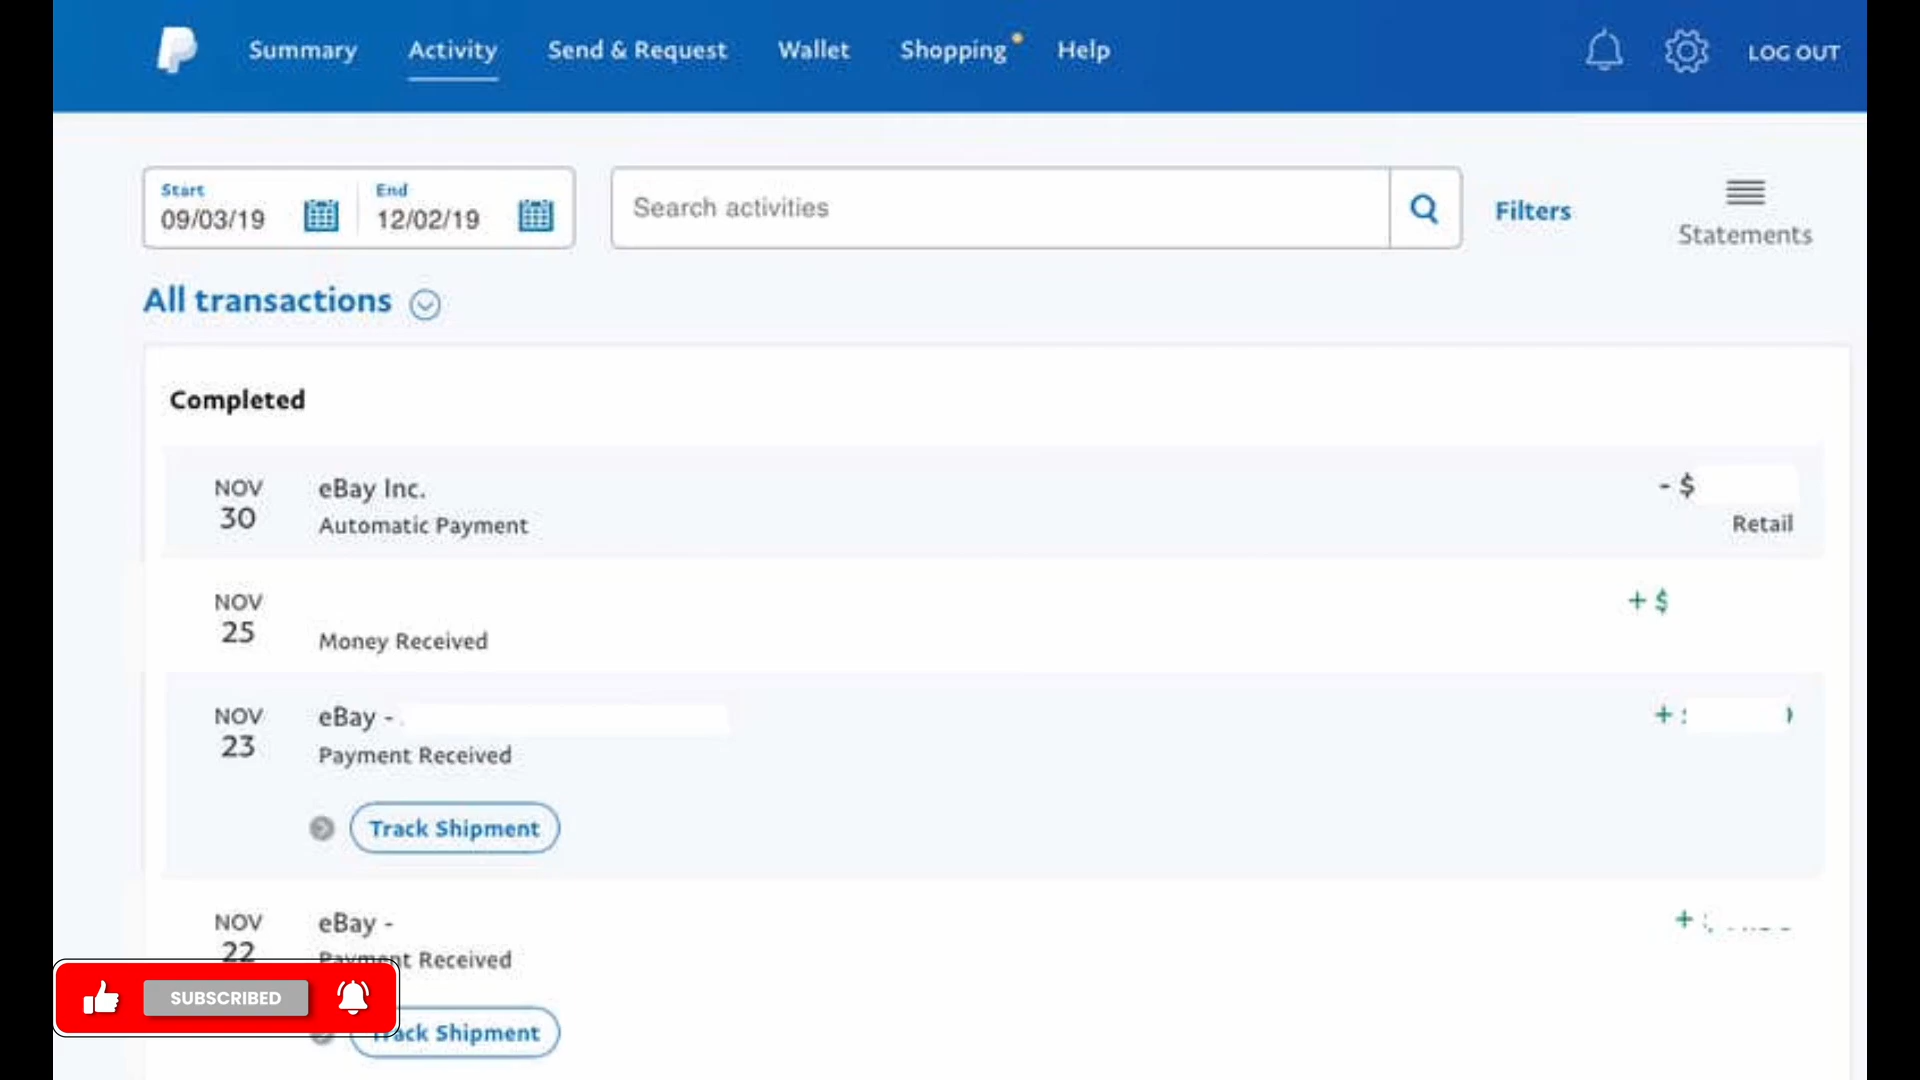 Summary Activity Send & Request Wallet Shopping Help LOG OUT
Start End
09/03/19 12/02/19
Search activities
Filters
Statements
All transactions
Completed
NOV 30 eBay Inc. - $
Automatic Payment Retail
NOV 25 + $
Money Received
NOV 23 eBay - +
Payment Received
Track Shipment
NOV 22 eBay - +
Payment Received
Track Shipment
SUBSCRIBED